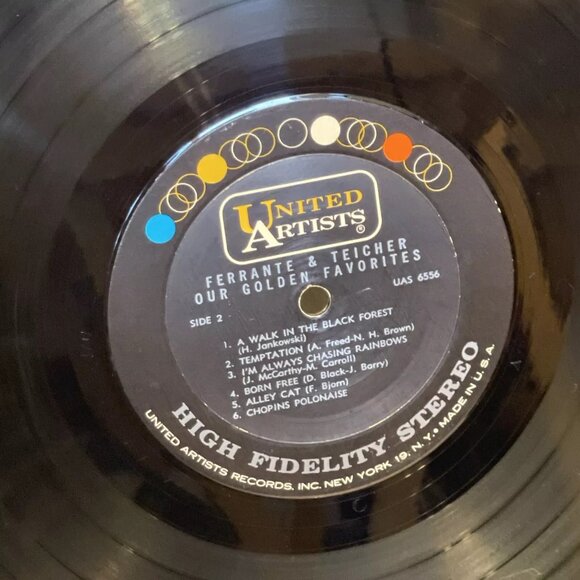 UNITED
ARTISTS®
FERRANTE & TEICHER
OUR GOLDEN FAVORITES
UAS 6556
SIDE 2
1. A WALK IN THE BLACK FOREST
(H. Jankowski)
2. TEMPTATION (A. Freed-N. H. Brown)
3. I'M ALWAYS CHASING RAINBOWS
(J. McCarthy-M. Carroll)
4. BORN FREE (D. Black-J. Barry)
5. ALLEY CAT (F. Bjorn)
6. CHOPINS POLONAISE
HIGH FIDELITY STEREO
UNITED ARTISTS RECORDS, INC. NEW YORK 19, N.Y. • MADE IN U.S.A.